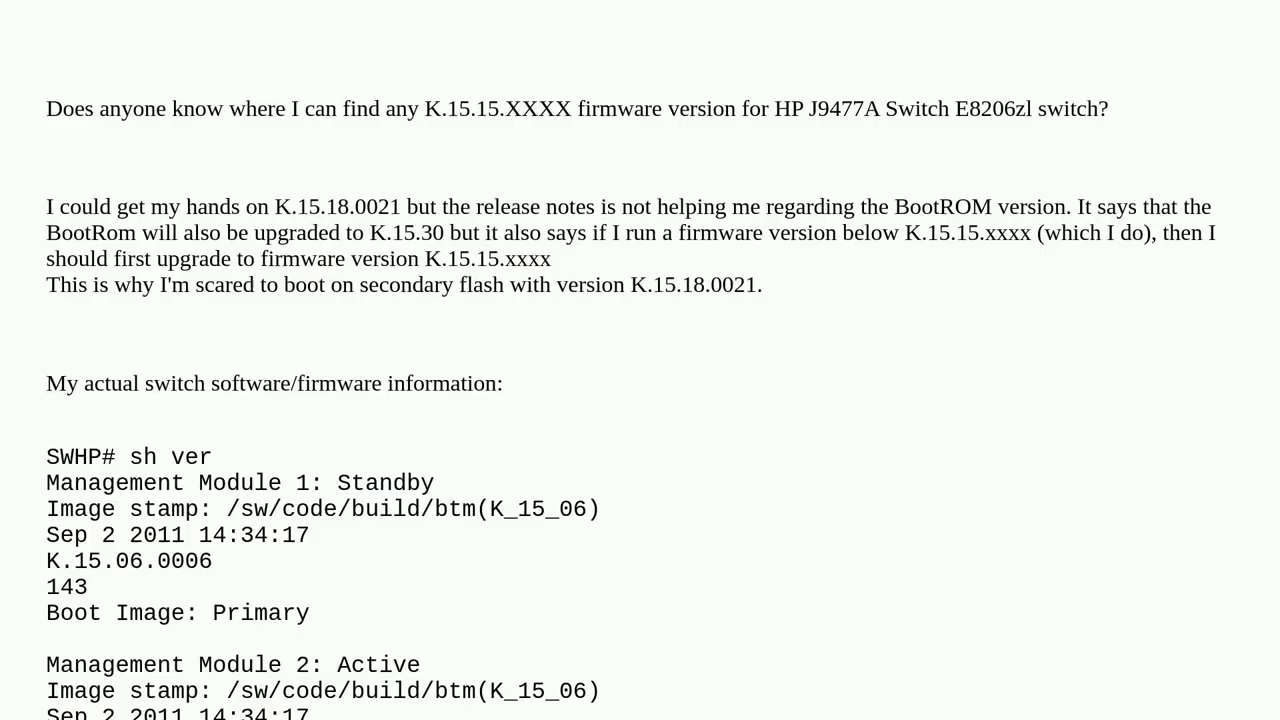 Does anyone know where I can find any K.15.15.XXXX firmware version for HP J9477A Switch E8206zl switch?
I could get my hands on K.15.18.0021 but the release notes is not helping me regarding the BootROM version. It says that the
BootRom will also be upgraded to K.15.30 but it also says if I run a firmware version below K.15.15.xxxx (which I do), then I
should first upgrade to firmware version K.15.15.xxxx
This is why I'm scared to boot on secondary flash with version K.15.18.0021.
My actual switch software/firmware information:
SWHP# sh ver
Management Module 1: Standby
Image stamp: /sw/code/build/btm(K_15_06)
Sep 2 2011 14:34:17
K.15.06.0006
143
Boot Image: Primary
Management Module 2: Active
Image stamp: /sw/code/build/btm(K_15_06)
Sep 2 2011 14:34:17